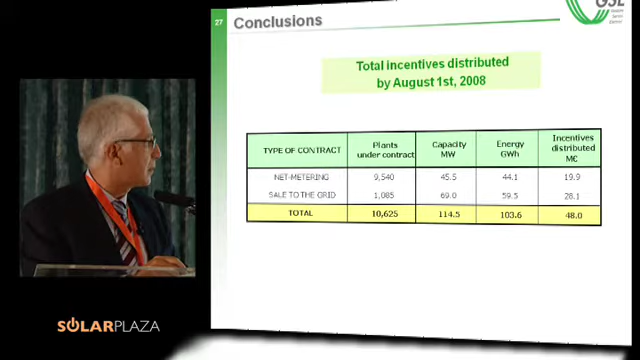 27 Conclusions
GSE
Total incentives distributed
by August 1st, 2008
TYPE OF CONTRACT Plants under contract Capacity MW Energy GWh Incentives distributed M€
NET-METERING 9,540 45.5 44.1 19.9
SALE TO THE GRID 1,085 69.0 59.5 28.1
TOTAL 10,625 114.5 103.6 48.0
SOLARPLAZA